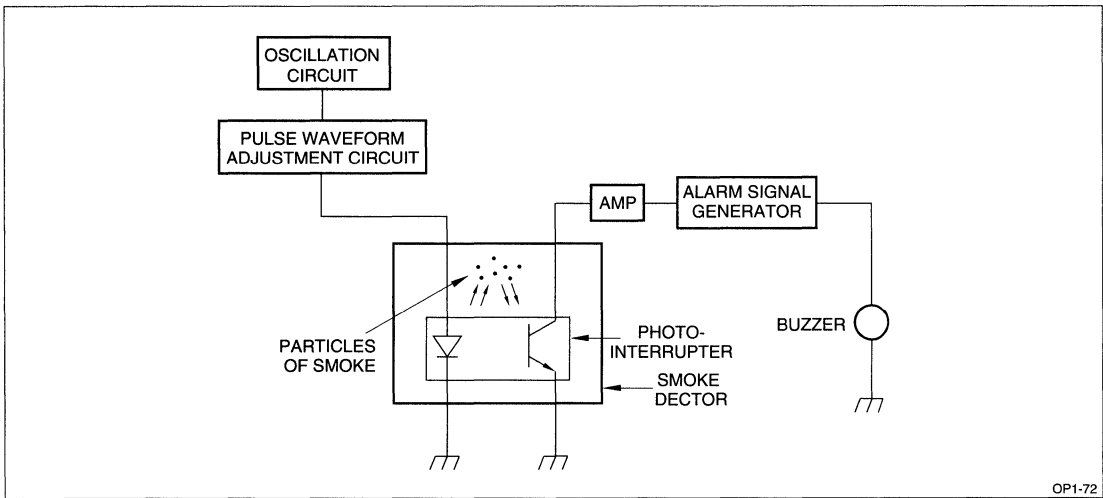 OSCILLATION
CIRCUIT
PULSE WAVEFORM
ADJUSTMENT CIRCUIT
AMP
ALARM SIGNAL
GENERATOR
PARTICLES
OF SMOKE
PHOTO-
INTERRUPTER
SMOKE
DECTOR
BUZZER
OP1-72